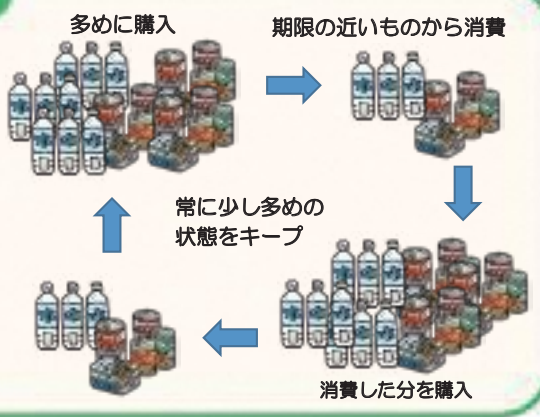 多めに購入
期限の近いものから消費
常に少し多めの
状態をキープ
消費した分を購入